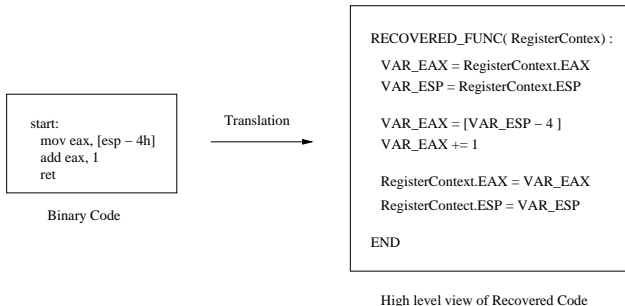 start:
mov eax, [esp – 4h]
add eax, 1
ret
Binary Code
Translation
RECOVERED_FUNC( RegisterContex) :
VAR_EAX = RegisterContext.EAX
VAR_ESP = RegisterContext.ESP
VAR_EAX = [VAR_ESP – 4 ]
VAR_EAX += 1
RegisterContext.EAX = VAR_EAX
RegisterContect.ESP = VAR_ESP
END
High level view of Recovered Code